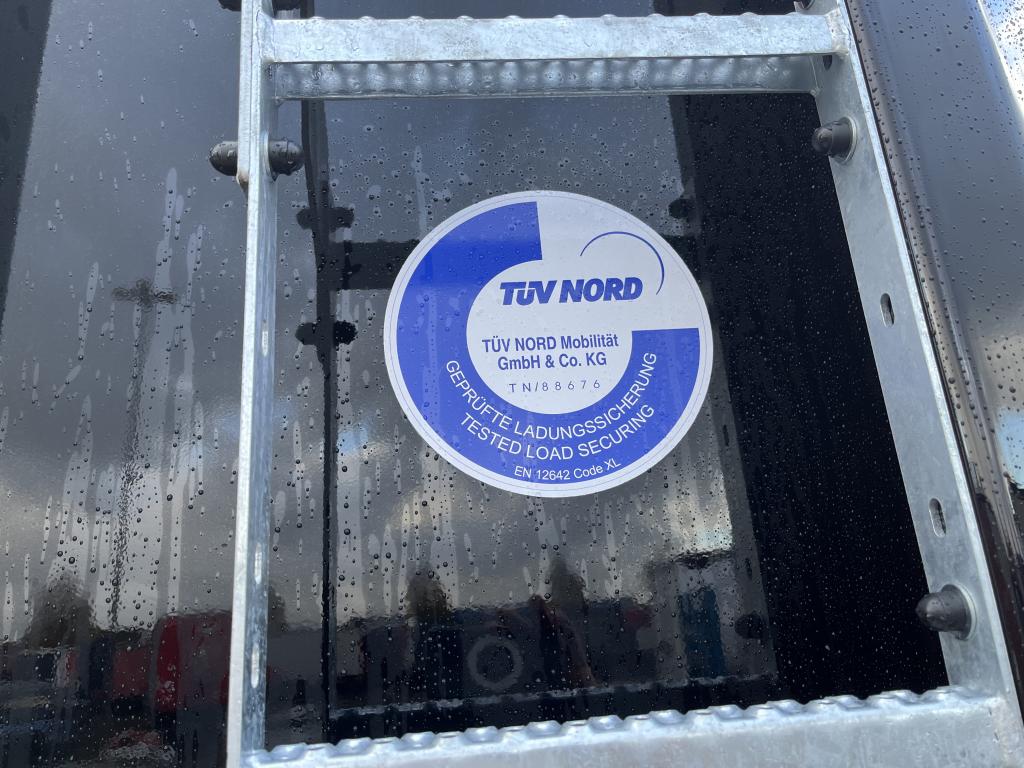 TÜV NORD
TÜV NORD Mobilität
GmbH & Co. KG
TN/88676
GEPRÜFTE LADUNGSSICHERUNG
TESTED LOAD SECURING
EN 12642 Code XL